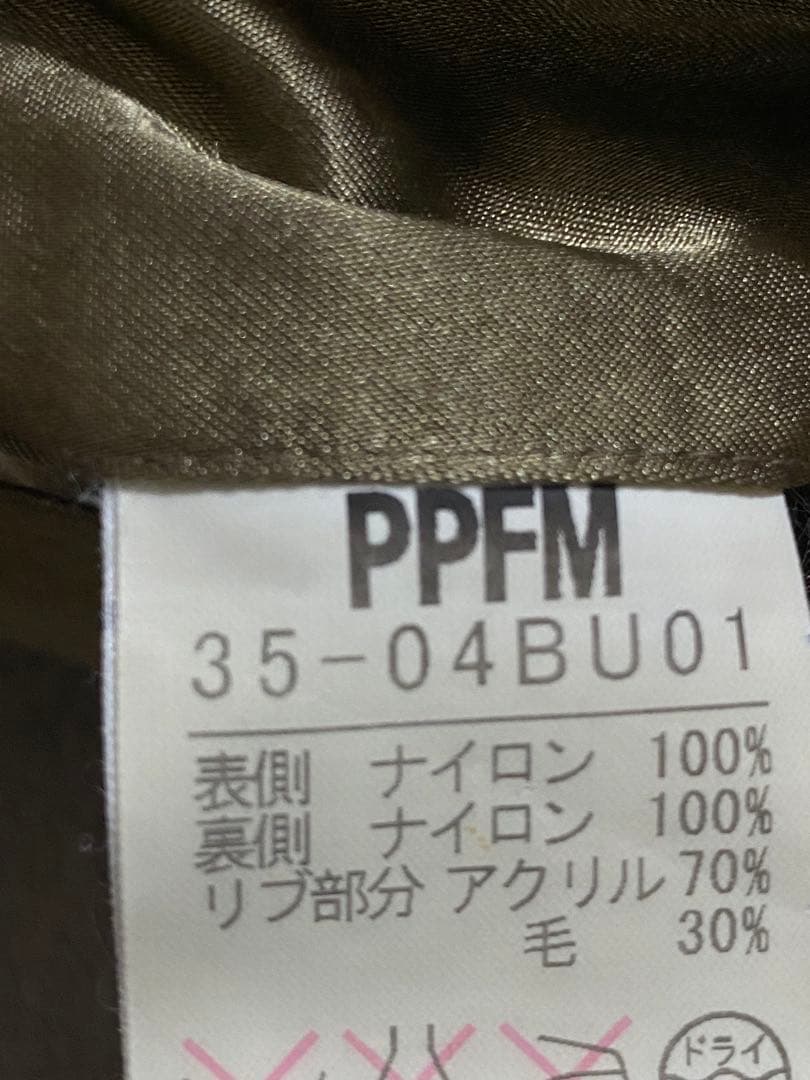 PPFM
35-04BU01
表側 ナイロン 100%
裏側 ナイロン 100%
リブ部分 アクリル 70%
毛 30%
ドライ